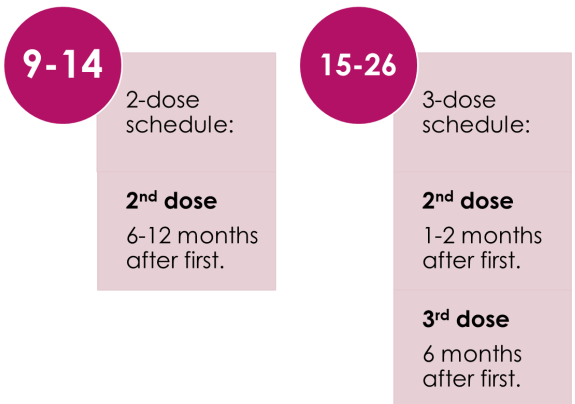 9-14
2-dose
schedule:
2nd dose
6-12 months
after first.
15-26
3-dose
schedule:
2nd dose
1-2 months
after first.
3rd dose
6 months
after first.